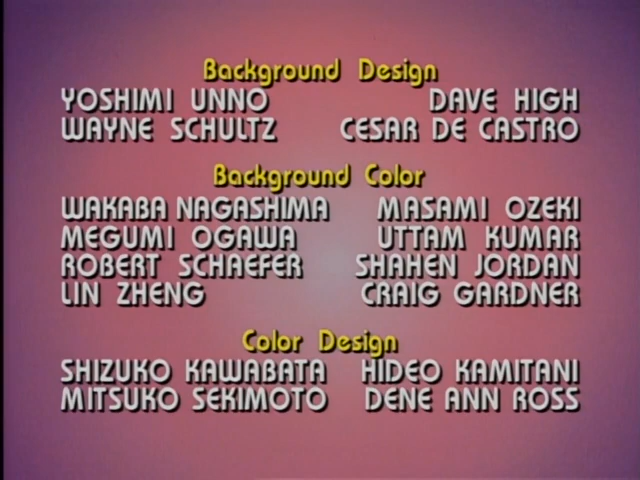 Background Design
YOSHIMI UNNO DAVE HIGH
WAYNE SCHULTZ CESAR DE CASTRO
Background Color
WAKABA NAGASHIMA MASAMI OZEKI
MEGUMI OGAWA UTTAM KUMAR
ROBERT SCHAEFER SHAHEN JORDAN
LIN ZHENG CRAIG GARDNER
Color Design
SHIZUKO KAWABATA HIDEO KAMITANI
MITSUKO SEKIMOTO DENE ANN ROSS